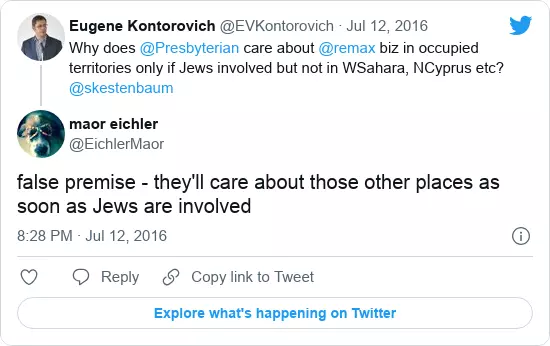 Eugene Kontorovich @EVKontorovich · Jul 12, 2016
Why does @Presbyterian care about @remax biz in occupied
territories only if Jews involved but not in WSahara, NCyprus etc?
@skestenbaum
maor eichler
@EichlerMaor
false premise - they'll care about those other places as
soon as Jews are involved
8:28 PM · Jul 12, 2016
Reply
Copy link to Tweet
Explore what's happening on Twitter